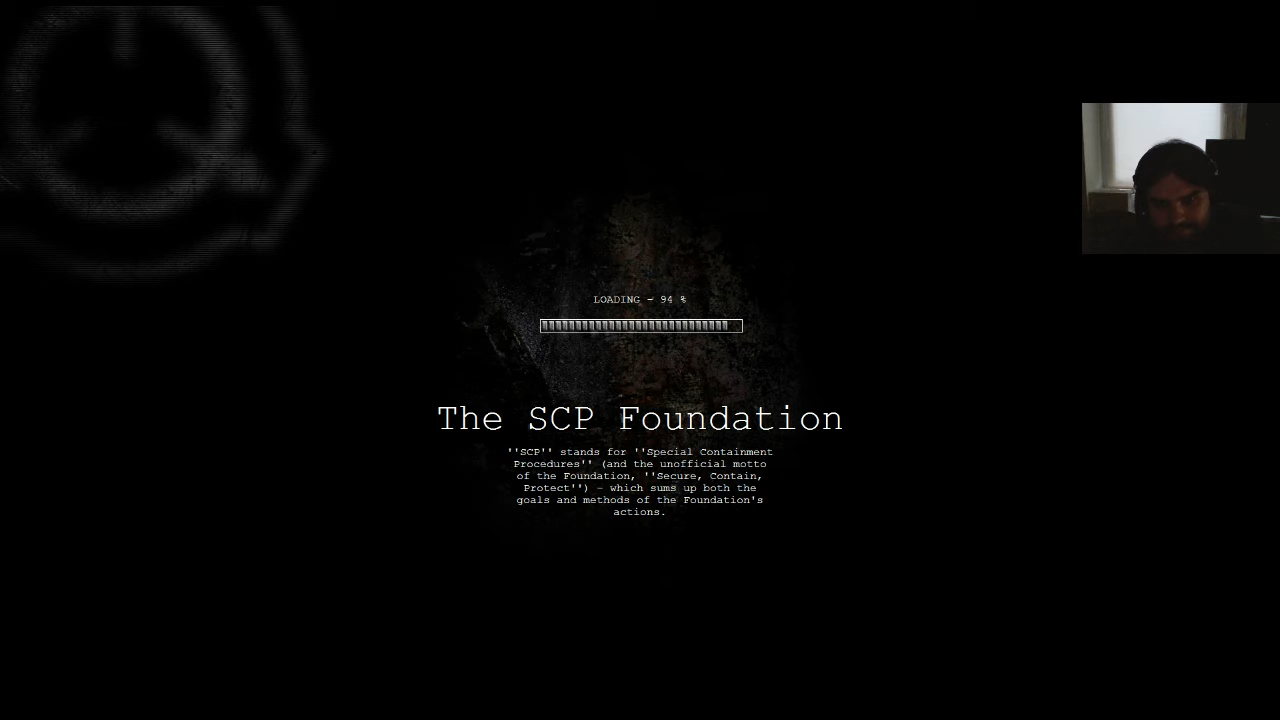 LOADING - 94 %
The SCP Foundation
''SCP'' stands for ''Special Containment
Procedures'' (and the unofficial motto
of the Foundation, ''Secure, Contain,
Protect'') - which sums up both the
goals and methods of the Foundation's
actions.